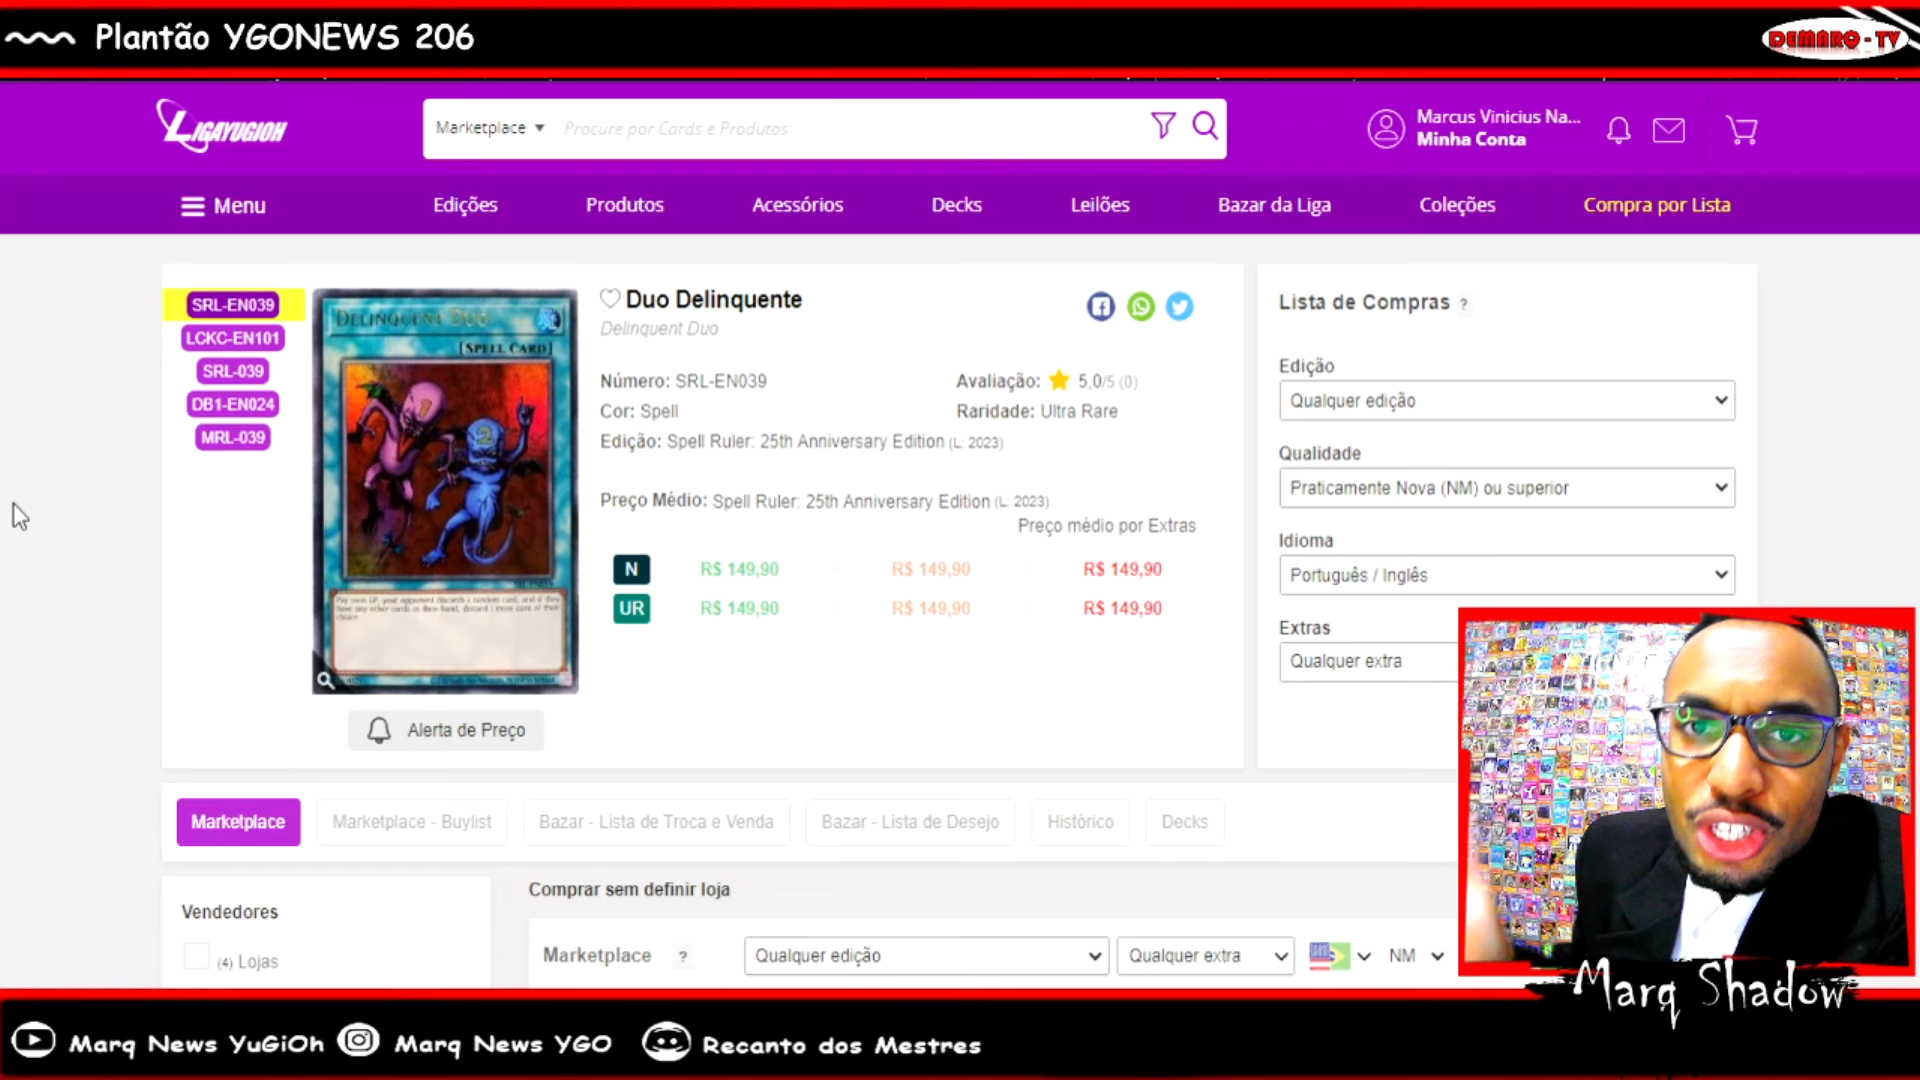 Plantão YGONEWS 206
DEMARQ-TV
LIGAYUGIOH
Marketplace
Procure por Cards e Produtos
Marcus Vinicius Na...
Minha Conta
Menu
Edições
Produtos
Acessórios
Decks
Leilões
Bazar da Liga
Coleções
Compra por Lista
SRL-EN039
LCKC-EN101
SRL-039
DB1-EN024
MRL-039
DELINQUENT DUO
[SPELL CARD]
Alerta de Preço
Duo Delinquente
Delinquent Duo
Número: SRL-EN039
Avaliação: 5,0/5 (0)
Cor: Spell
Raridade: Ultra Rare
Edição: Spell Ruler: 25th Anniversary Edition (L: 2023)
Preço Médio: Spell Ruler: 25th Anniversary Edition (L: 2023)
Preço médio por Extras
N R$ 149,90 R$ 149,90 R$ 149,90
UR R$ 149,90 R$ 149,90 R$ 149,90
Lista de Compras ?
Edição
Qualquer edição
Qualidade
Praticamente Nova (NM) ou superior
Idioma
Português / Inglês
Extras
Qualquer extra
Marketplace
Marketplace - Buylist
Bazar - Lista de Troca e Venda
Bazar - Lista de Desejo
Histórico
Decks
Vendedores
(4) Lojas
Comprar sem definir loja
Marketplace ?
Qualquer edição
Qualquer extra
NM
Marq Shadow
Marq News YuGiOh
Marq News YGO
Recanto dos Mestres